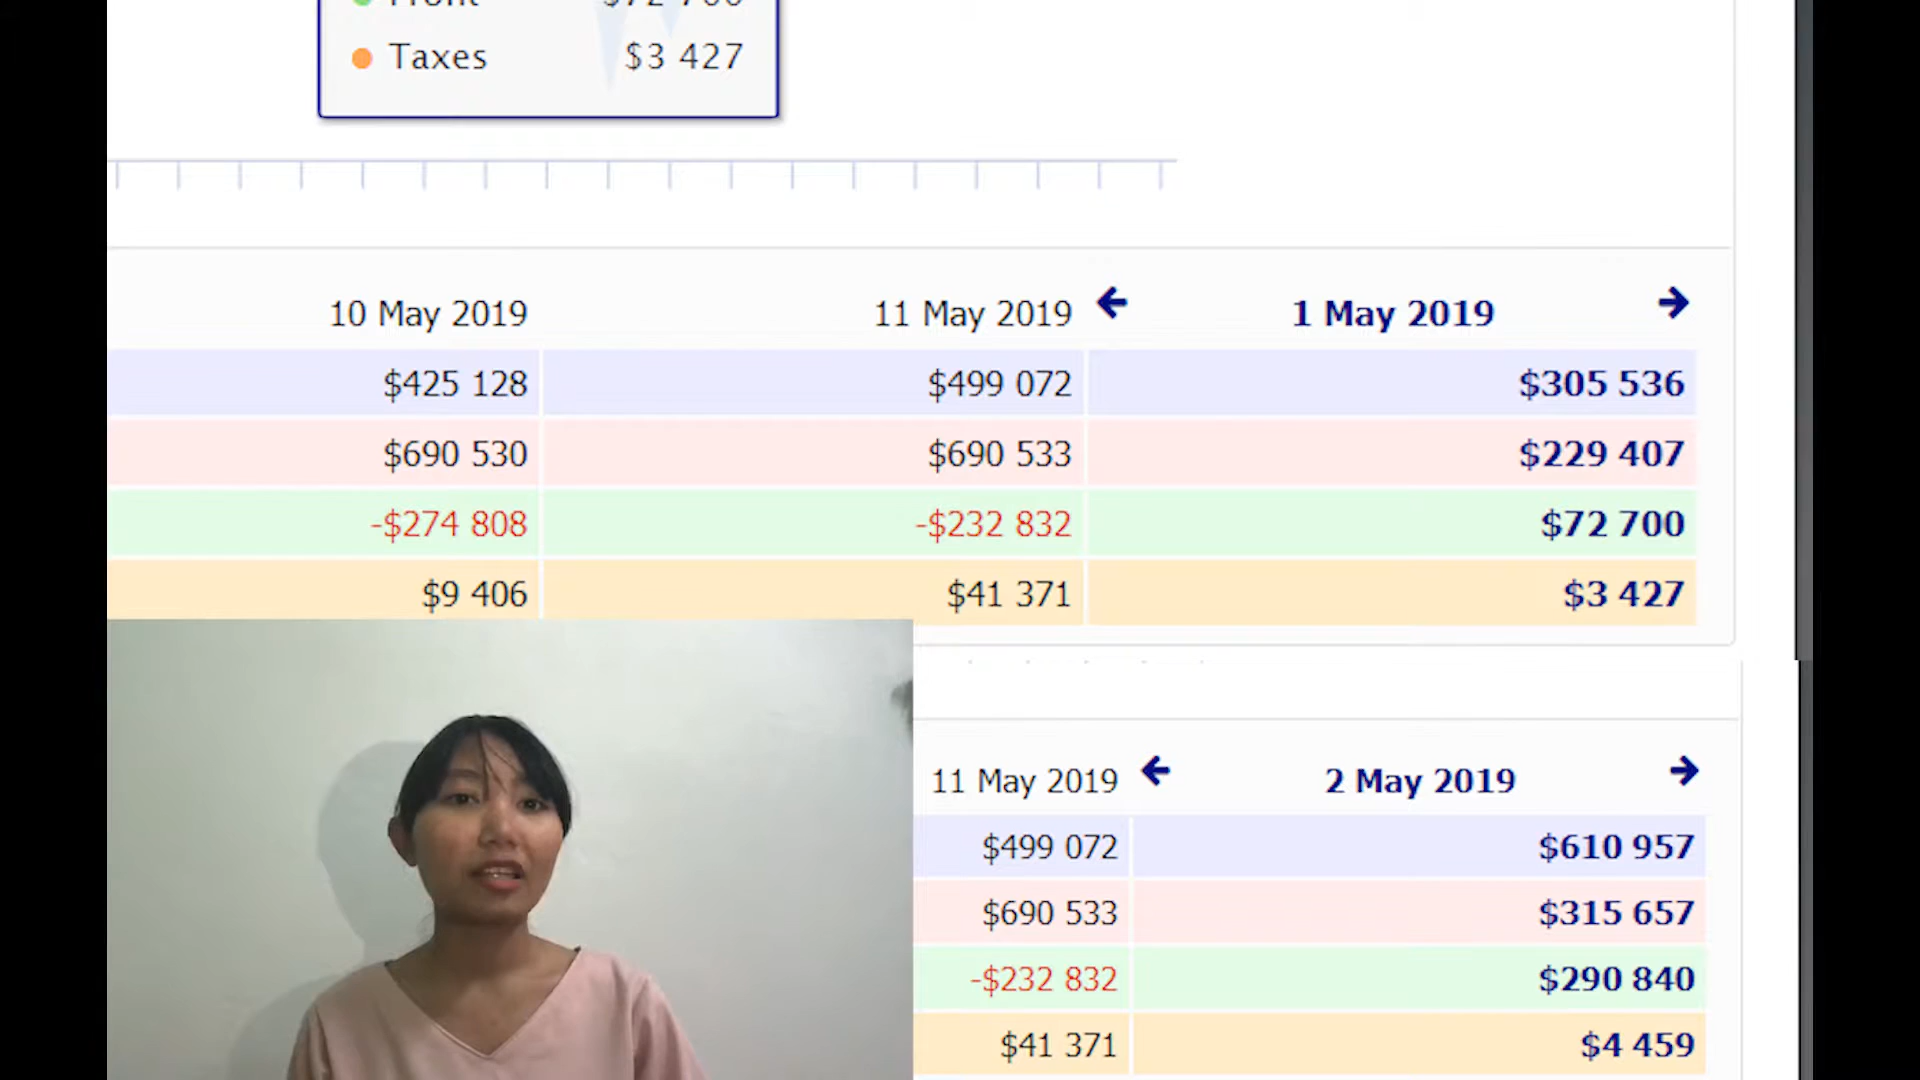 Profit $72 700
Taxes $3 427
10 May 2019 11 May 2019 1 May 2019
$425 128 $499 072 $305 536
$690 530 $690 533 $229 407
-$274 808 -$232 832 $72 700
$9 406 $41 371 $3 427
11 May 2019 2 May 2019
$499 072 $610 957
$690 533 $315 657
-$232 832 $290 840
$41 371 $4 459